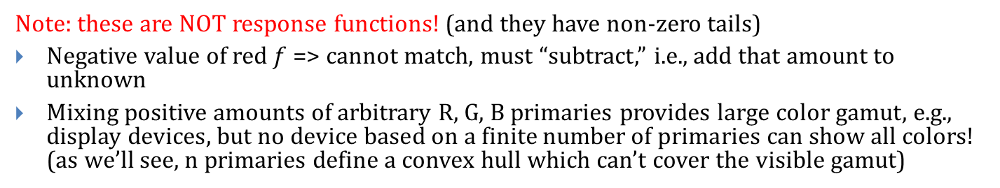 Note: these are NOT response functions! (and they have non-zero tails)
Negative value of red f => cannot match, must “subtract,” i.e., add that amount to
unknown
Mixing positive amounts of arbitrary R, G, B primaries provides large color gamut, e.g.,
display devices, but no device based on a finite number of primaries can show all colors!
(as we’ll see, n primaries define a convex hull which can’t cover the visible gamut)